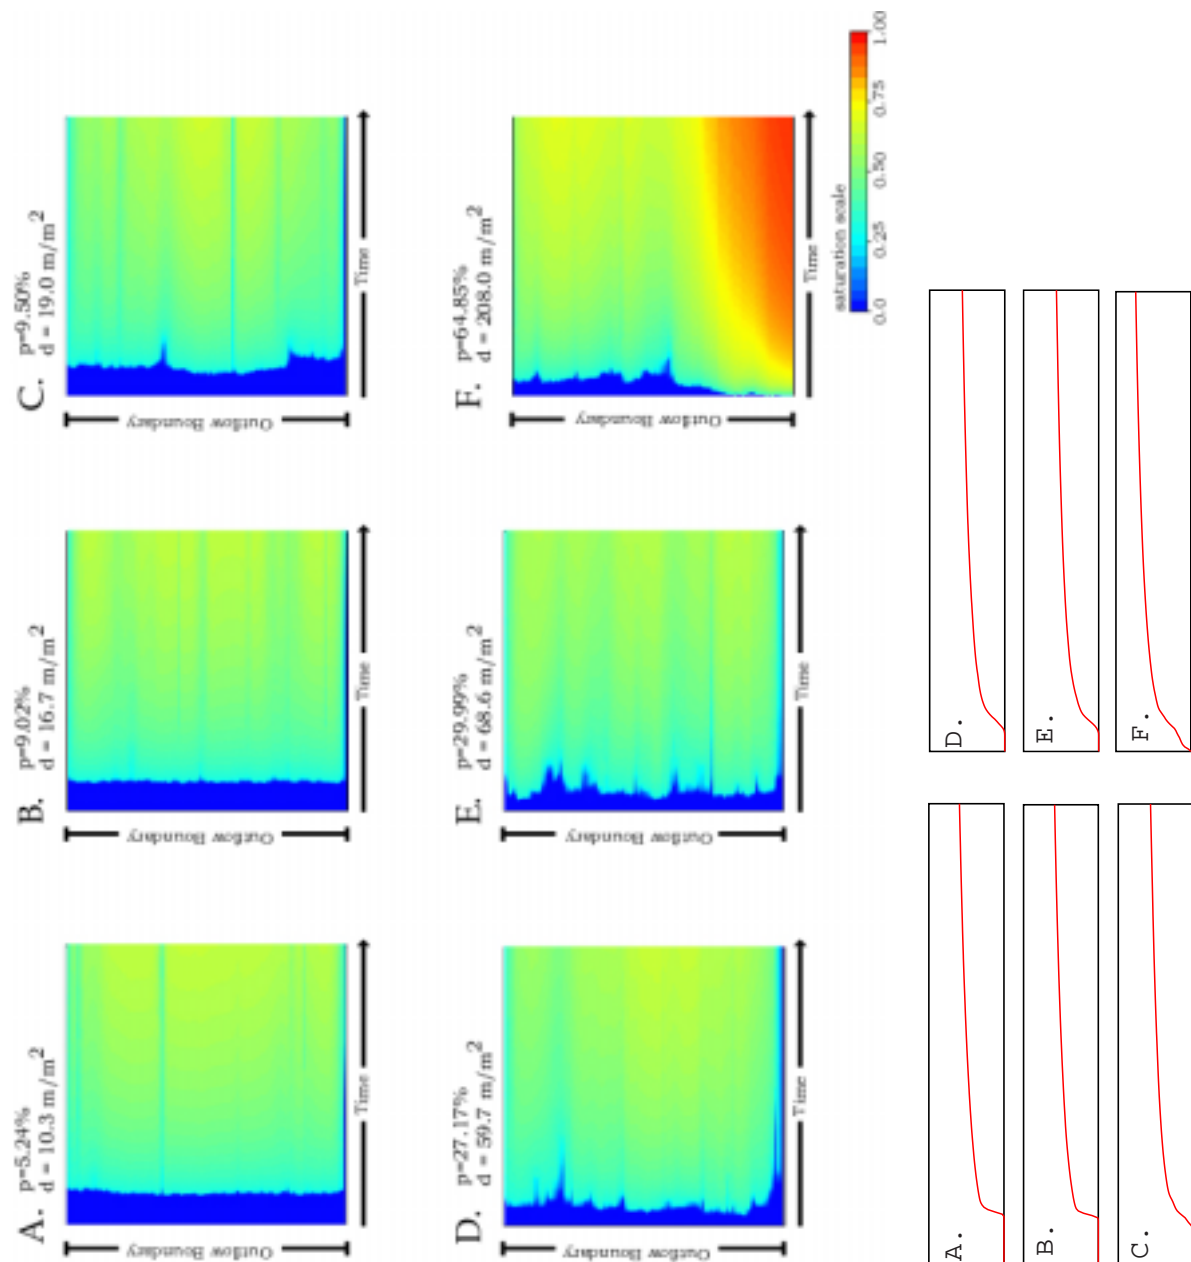 A.
p=5.24%
d = 10.3 m/m2
Outflow Boundary
Time
B.
p=9.02%
d = 16.7 m/m2
Outflow Boundary
Time
C.
p=9.50%
d = 19.0 m/m2
Outflow Boundary
Time
D.
p=27.17%
d = 59.7 m/m2
Outflow Boundary
Time
E.
p=29.99%
d = 68.6 m/m2
Outflow Boundary
Time
F.
p=64.85%
d = 208.0 m/m2
Outflow Boundary
Time
saturation scale
0.0 0.25 0.50 0.75 1.00
A.
B.
C.
D.
E.
F.